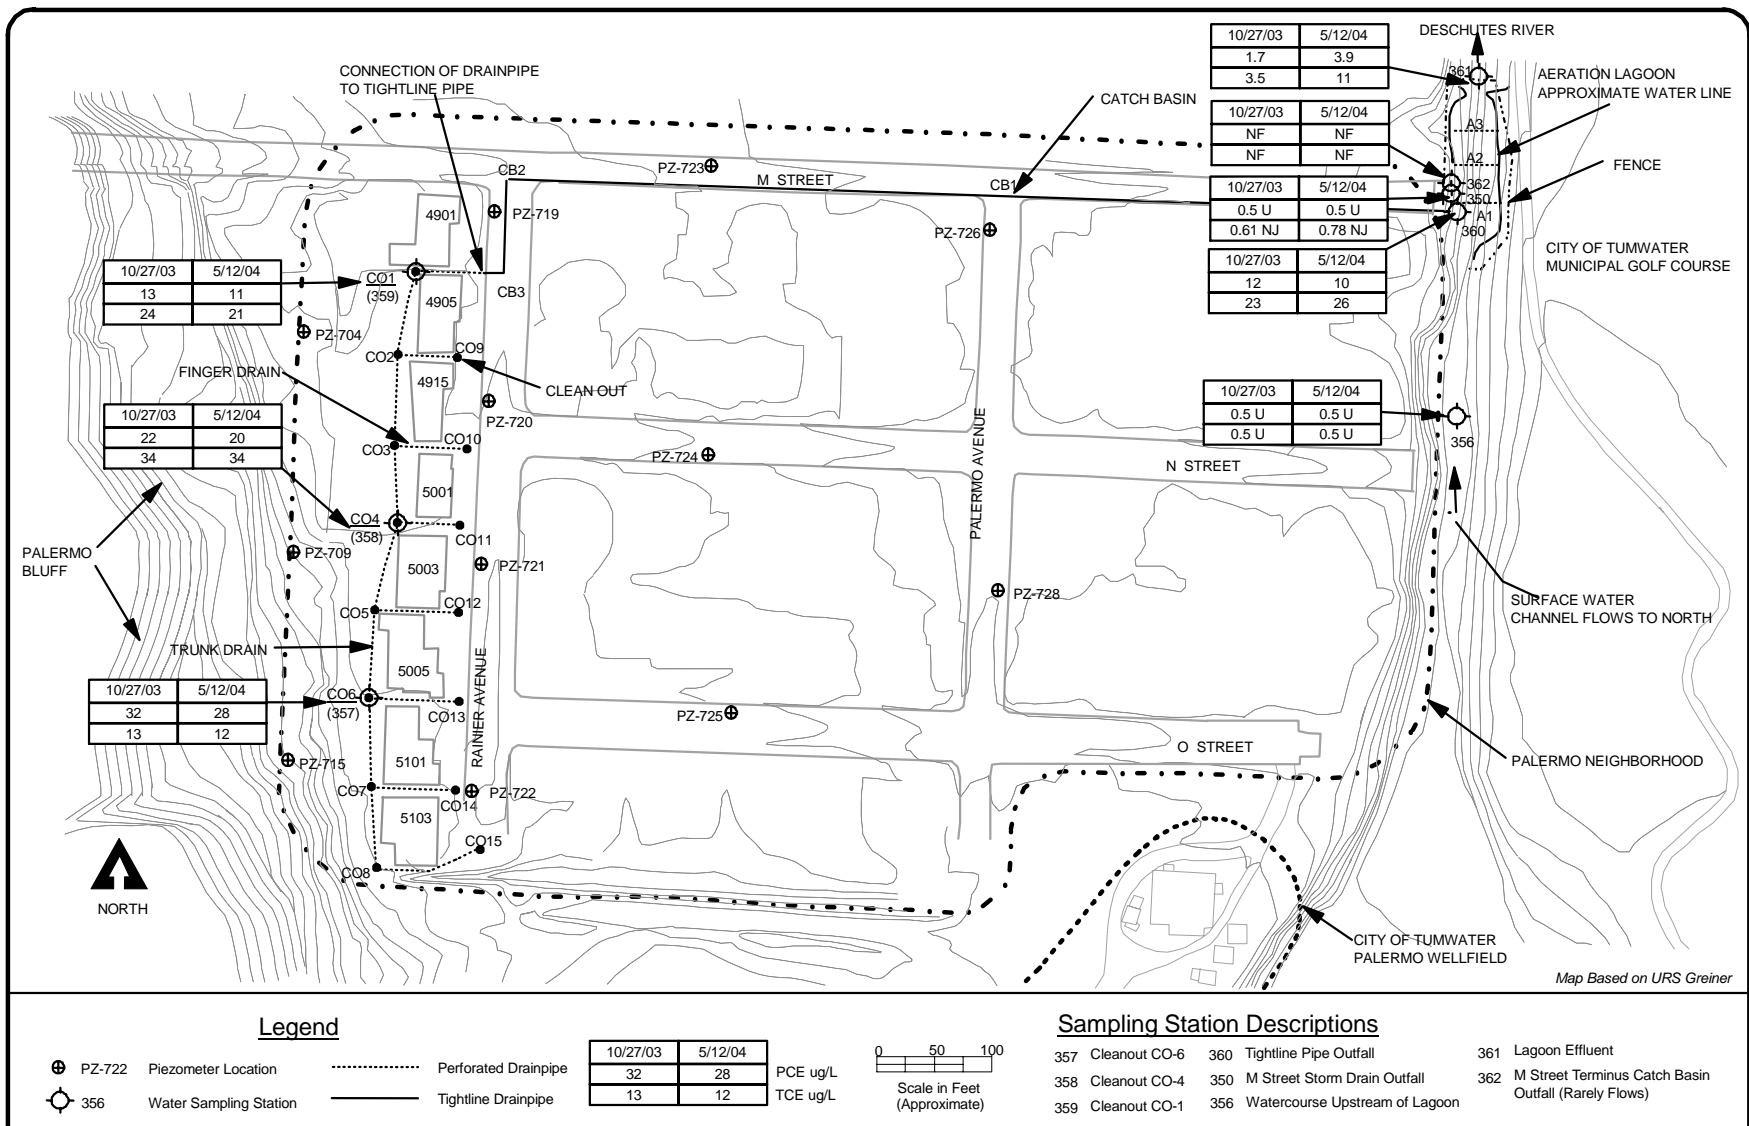 DESCHUTES RIVER
10/27/03 5/12/04
1.7 3.9
3.5 11
361
CONNECTION OF DRAINPIPE
TO TIGHTLINE PIPE
AERATION LAGOON
APPROXIMATE WATER LINE
CATCH BASIN
10/27/03 5/12/04
NF NF
NF NF
A3
A2
FENCE
PZ-723
CB2
M STREET
CB1
362
350
A1
360
10/27/03 5/12/04
0.5 U 0.5 U
0.61 NJ 0.78 NJ
4901
PZ-719
PZ-726
CITY OF TUMWATER
MUNICIPAL GOLF COURSE
10/27/03 5/12/04
12 10
23 26
10/27/03 5/12/04
13 11
24 21
CO1
(359)
CB3
4905
PZ-704
CO2
CO9
FINGER DRAIN
4915
CLEAN OUT
10/27/03 5/12/04
0.5 U 0.5 U
0.5 U 0.5 U
356
10/27/03 5/12/04
22 20
34 34
PZ-720
CO3
CO10
PZ-724
PALERMO AVENUE
N STREET
5001
CO4
(358)
CO11
PALERMO
BLUFF
PZ-709
5003
PZ-721
CO5
CO12
PZ-728
SURFACE WATER
CHANNEL FLOWS TO NORTH
TRUNK DRAIN
5005
RAINIER AVENUE
10/27/03 5/12/04
32 28
13 12
CO6
(357)
CO13
PZ-725
O STREET
PZ-715
5101
PALERMO NEIGHBORHOOD
CO7
CO14
PZ-722
5103
CO15
CO8
NORTH
CITY OF TUMWATER
PALERMO WELLFIELD
Map Based on URS Greiner
Legend
PZ-722 Piezometer Location
356 Water Sampling Station
Perforated Drainpipe
Tightline Drainpipe
10/27/03 5/12/04
32 28 PCE ug/L
13 12 TCE ug/L
0 50 100
Scale in Feet
(Approximate)
Sampling Station Descriptions
357 Cleanout CO-6
358 Cleanout CO-4
359 Cleanout CO-1
360 Tightline Pipe Outfall
350 M Street Storm Drain Outfall
356 Watercourse Upstream of Lagoon
361 Lagoon Effluent
362 M Street Terminus Catch Basin
Outfall (Rarely Flows)